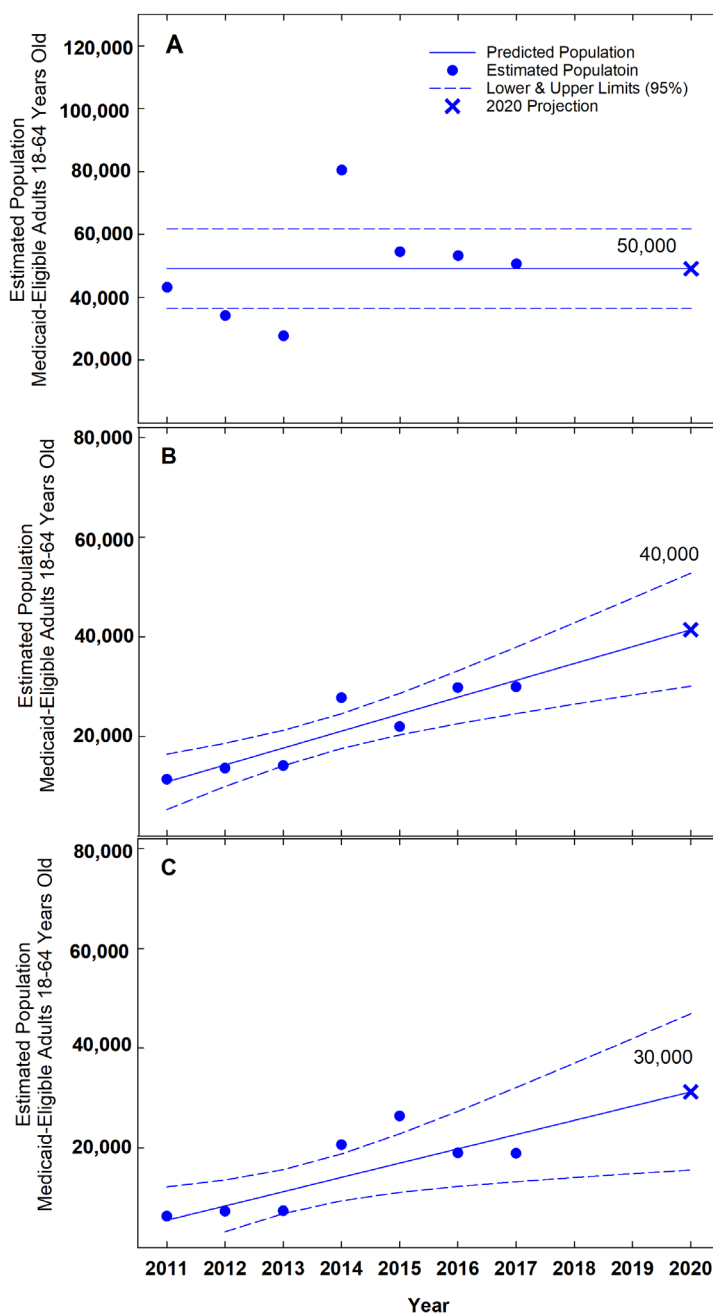 A
Predicted Population
Estimated Populatoin
Lower & Upper Limits (95%)
2020 Projection
120,000
100,000
80,000
60,000
40,000
20,000
50,000
Estimated Population
Medicaid-Eligible Adults 18-64 Years Old
B
80,000
60,000
40,000
20,000
40,000
Estimated Population
Medicaid-Eligible Adults 18-64 Years Old
C
80,000
60,000
40,000
20,000
30,000
Estimated Population
Medicaid-Eligible Adults 18-64 Years Old
2011 2012 2013 2014 2015 2016 2017 2018 2019 2020
Year